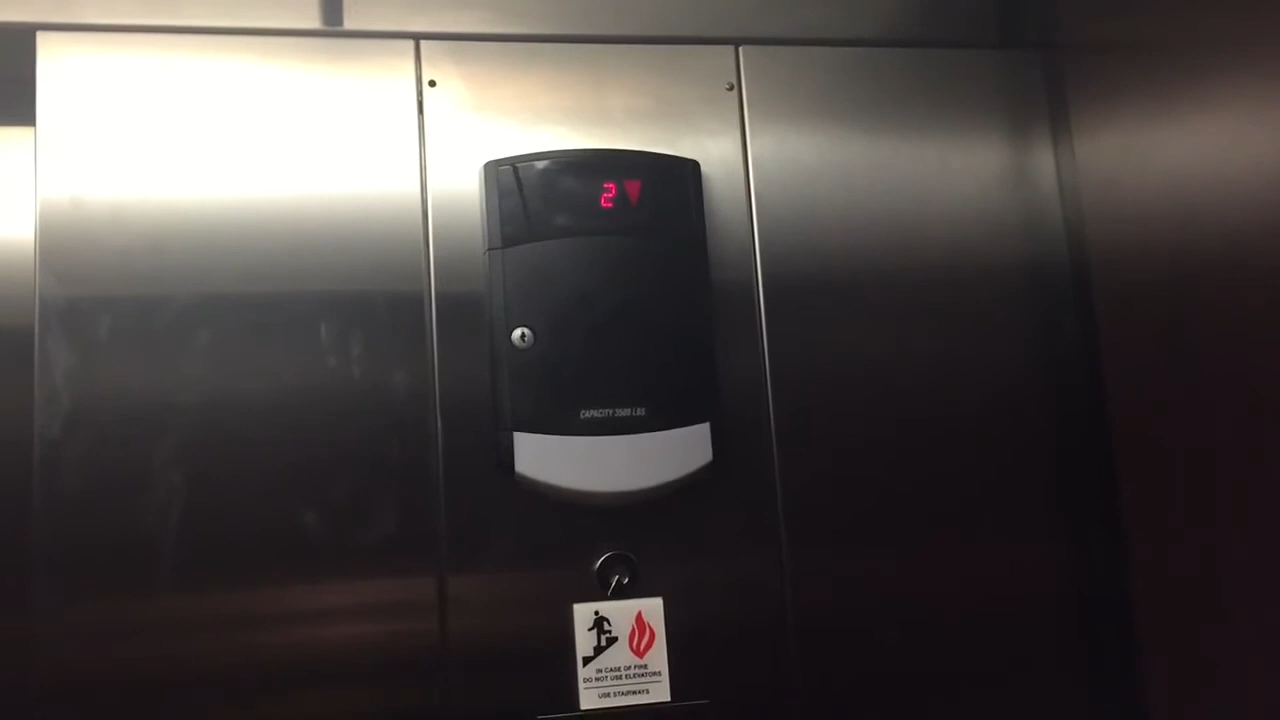 2
CAPACITY 3500 LBS
IN CASE OF FIRE
DO NOT USE ELEVATORS
USE STAIRWAYS